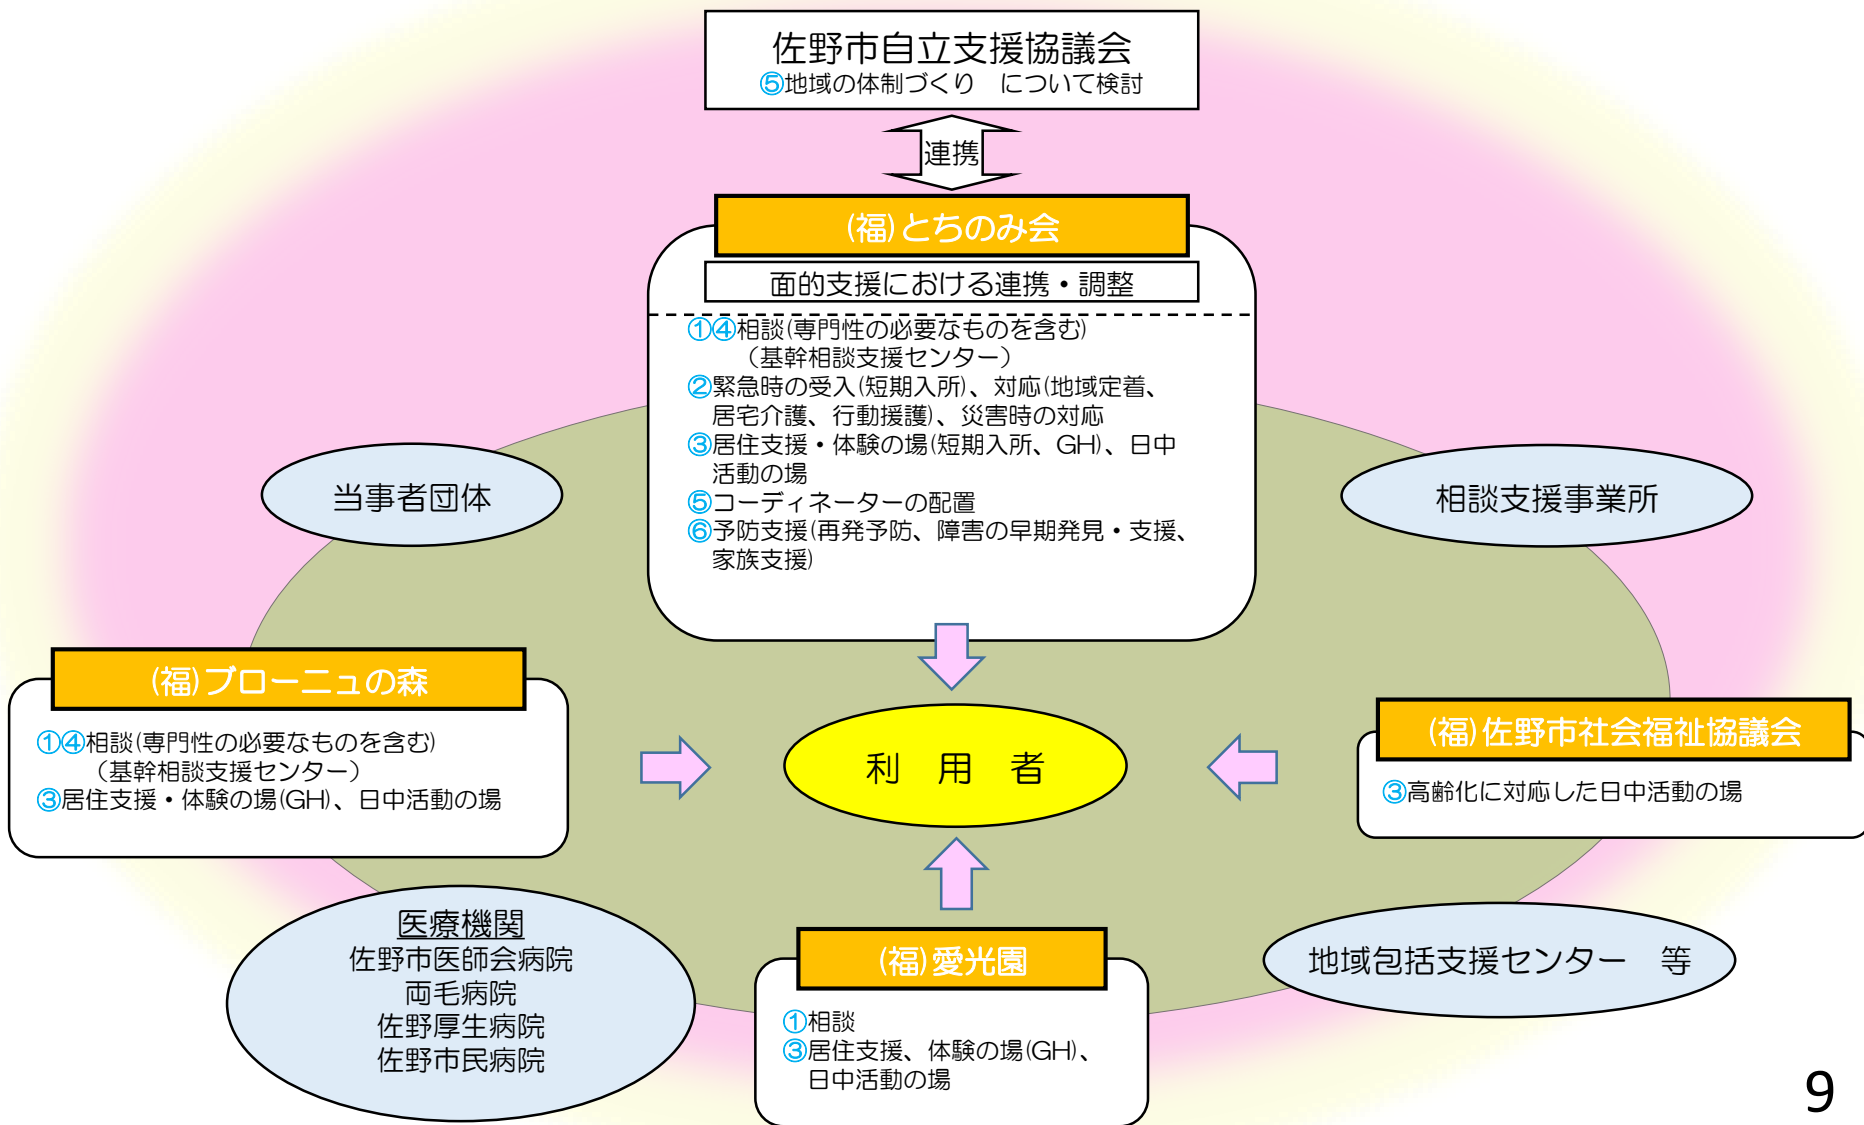 佐野市自立支援協議会
⑤地域の体制づくり　について検討
連携
(福)とちのみ会
面的支援における連携・調整
①④相談(専門性の必要なものを含む)
（基幹相談支援センター）
②緊急時の受入(短期入所)、対応(地域定着、
居宅介護、行動援護)、災害時の対応
③居住支援・体験の場(短期入所、GH)、日中
活動の場
⑤コーディネーターの配置
⑥予防支援(再発予防、障害の早期発見・支援、
家族支援)
当事者団体
相談支援事業所
(福)ブローニュの森
①④相談(専門性の必要なものを含む)
（基幹相談支援センター）
③居住支援・体験の場(GH)、日中活動の場
利　用　者
(福)佐野市社会福祉協議会
③高齢化に対応した日中活動の場
医療機関
佐野市医師会病院
両毛病院
佐野厚生病院
佐野市民病院
(福)愛光園
①相談
③居住支援、体験の場(GH)、
日中活動の場
地域包括支援センター　等
9